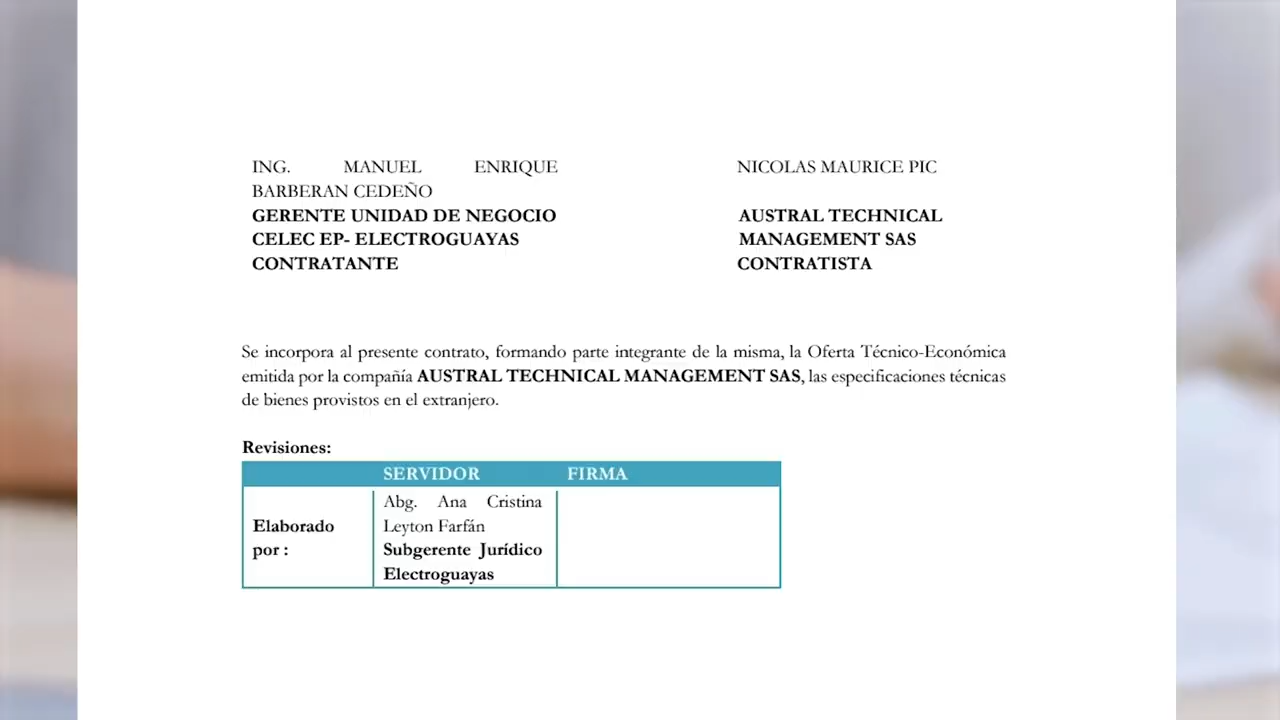 ING. MANUEL ENRIQUE
BARBERAN CEDEÑO
GERENTE UNIDAD DE NEGOCIO
CELEC EP- ELECTROGUAYAS
CONTRATANTE
NICOLAS MAURICE PIC
AUSTRAL TECHNICAL
MANAGEMENT SAS
CONTRATISTA
Se incorpora al presente contrato, formando parte integrante de la misma, la Oferta Técnico-Económica
emitida por la compañía AUSTRAL TECHNICAL MANAGEMENT SAS, las especificaciones técnicas
de bienes provistos en el extranjero.
Revisiones:
SERVIDOR FIRMA
Elaborado
por :
Abg. Ana Cristina
Leyton Farfán
Subgerente Jurídico
Electroguayas